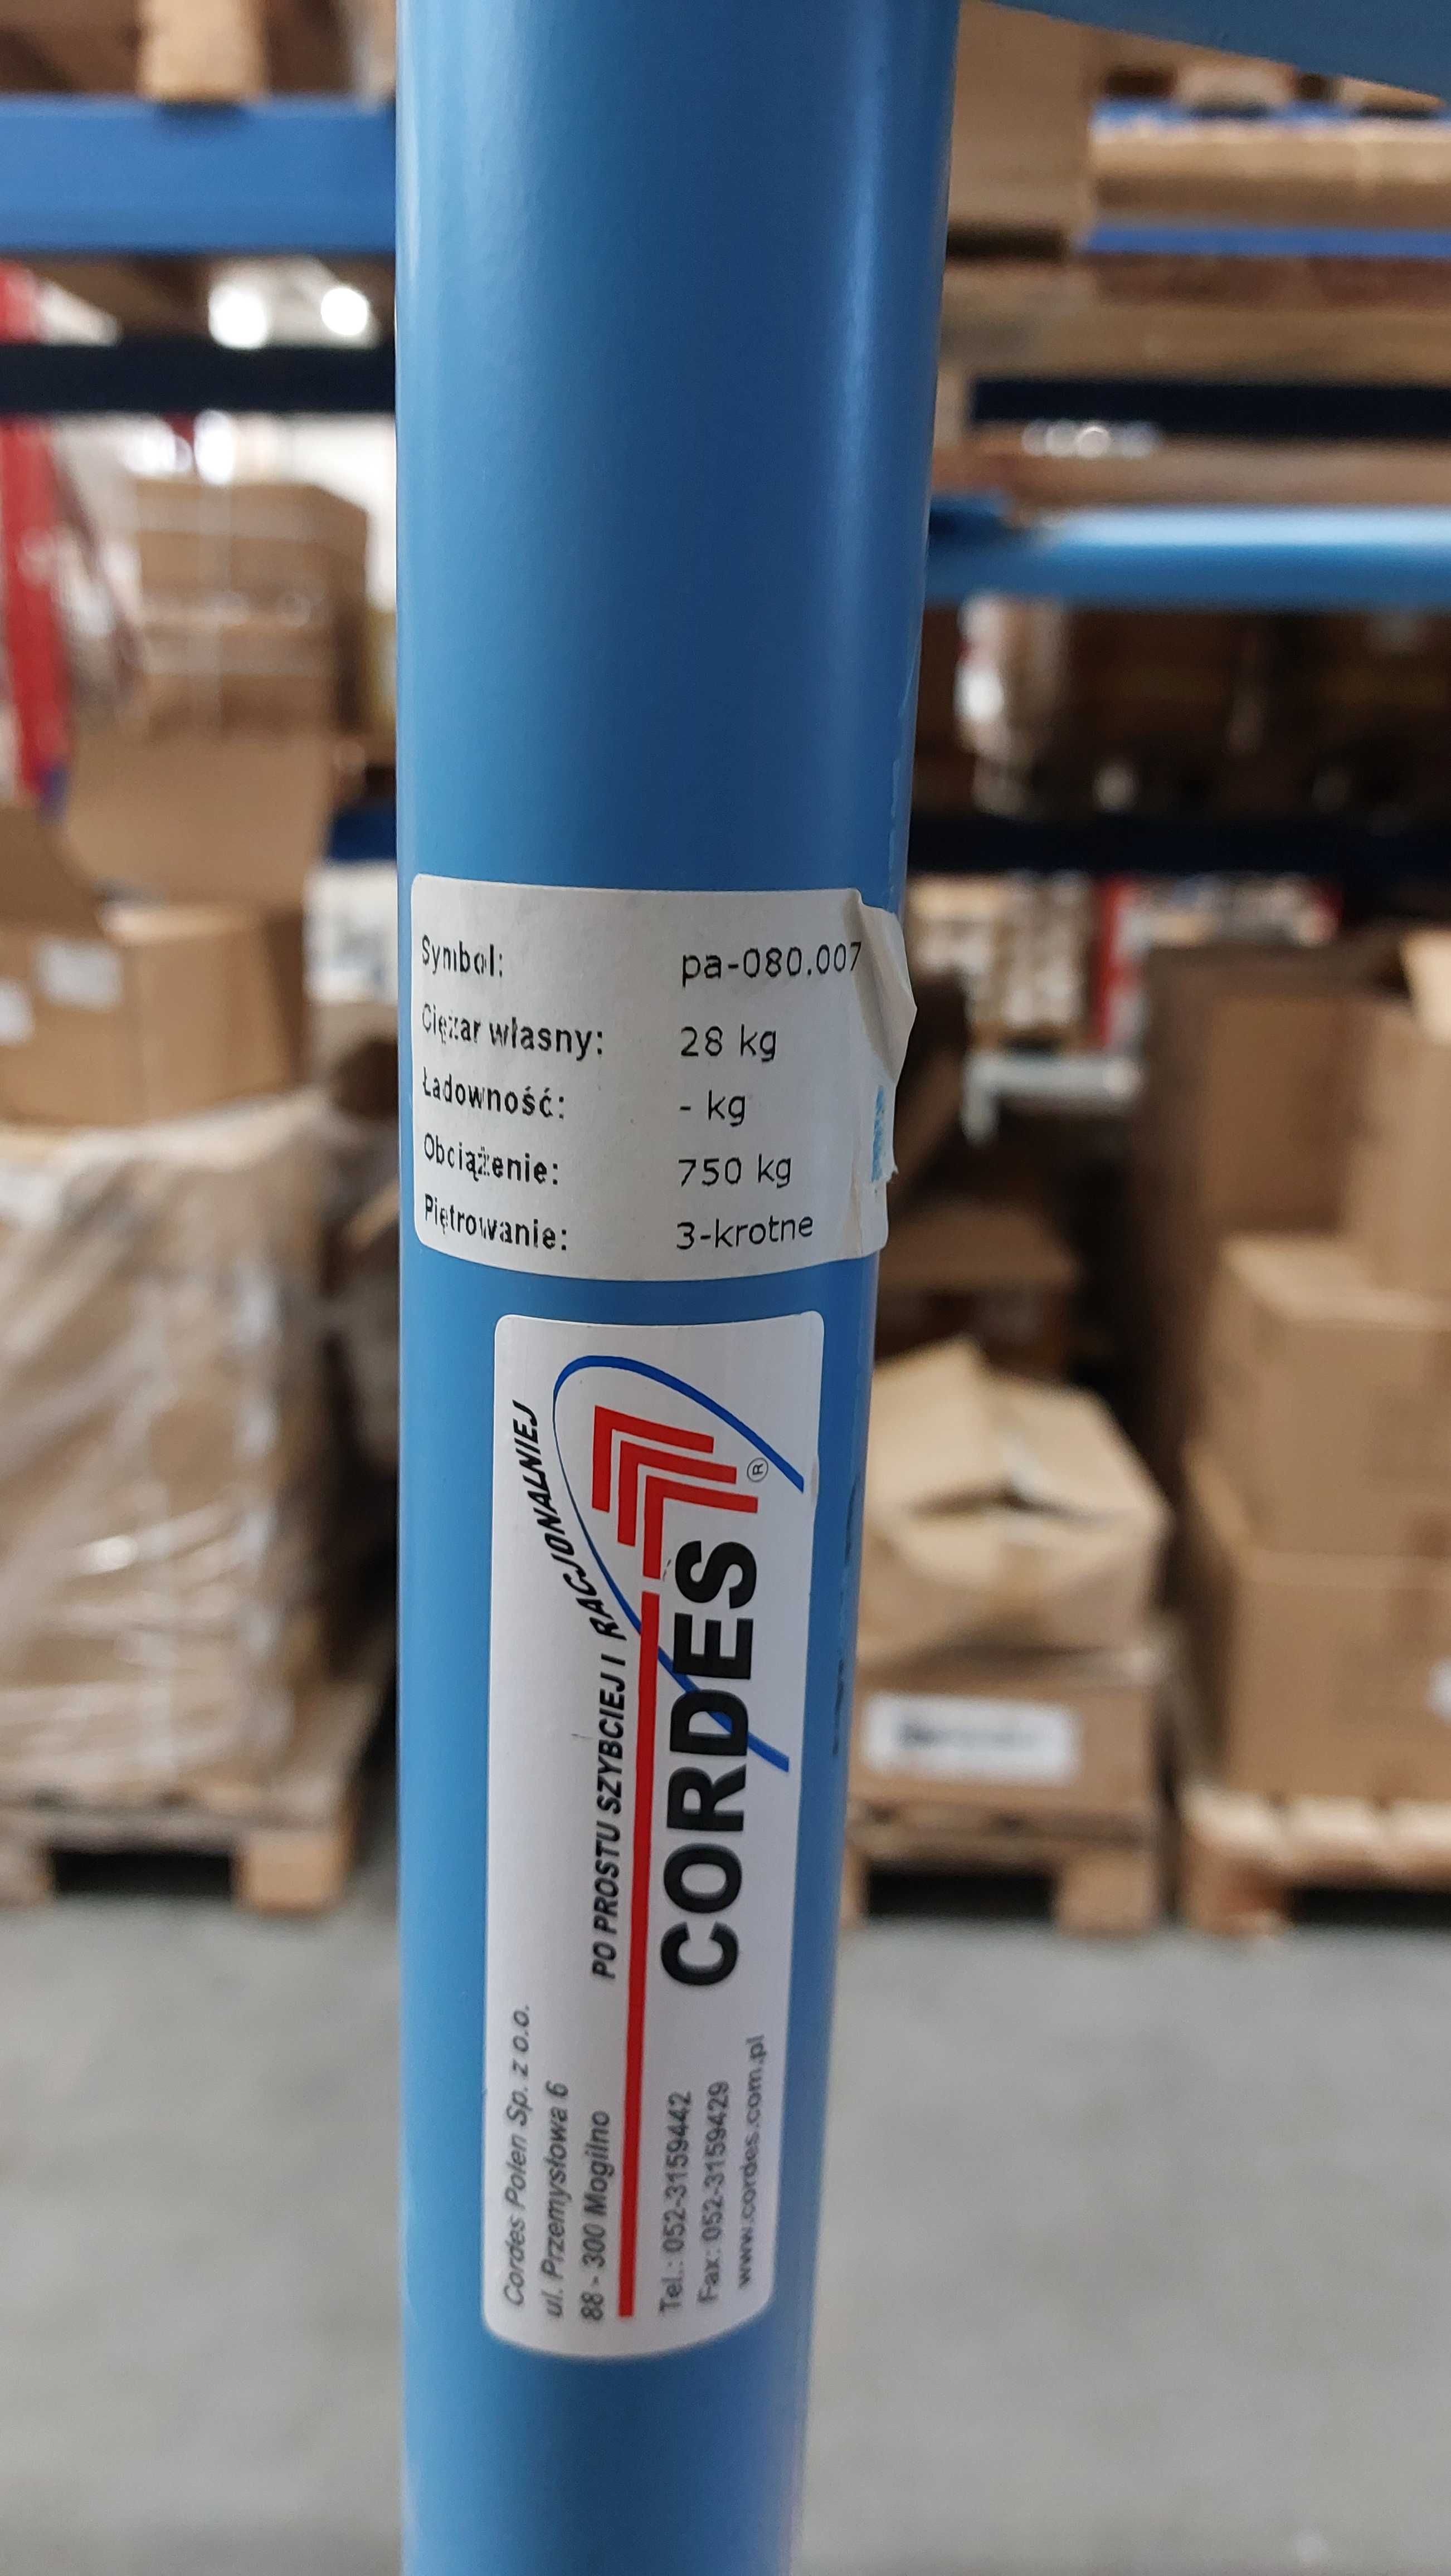 Symbol: pa-080.007
Ciężar własny: 28 kg
Ładowność: - kg
Obciążenie: 750 kg
Piętrowanie: 3-krotne
Cordes Polen Sp. z o.o.
ul. Przemysłowa 6
88 - 300 Mogilno
PO PROSTU SZYBCIEJ I RACJONALNIEJ
CORDES ®
Tel.: 052-3159442
Fax: 052-3159429
www.cordes.com.pl